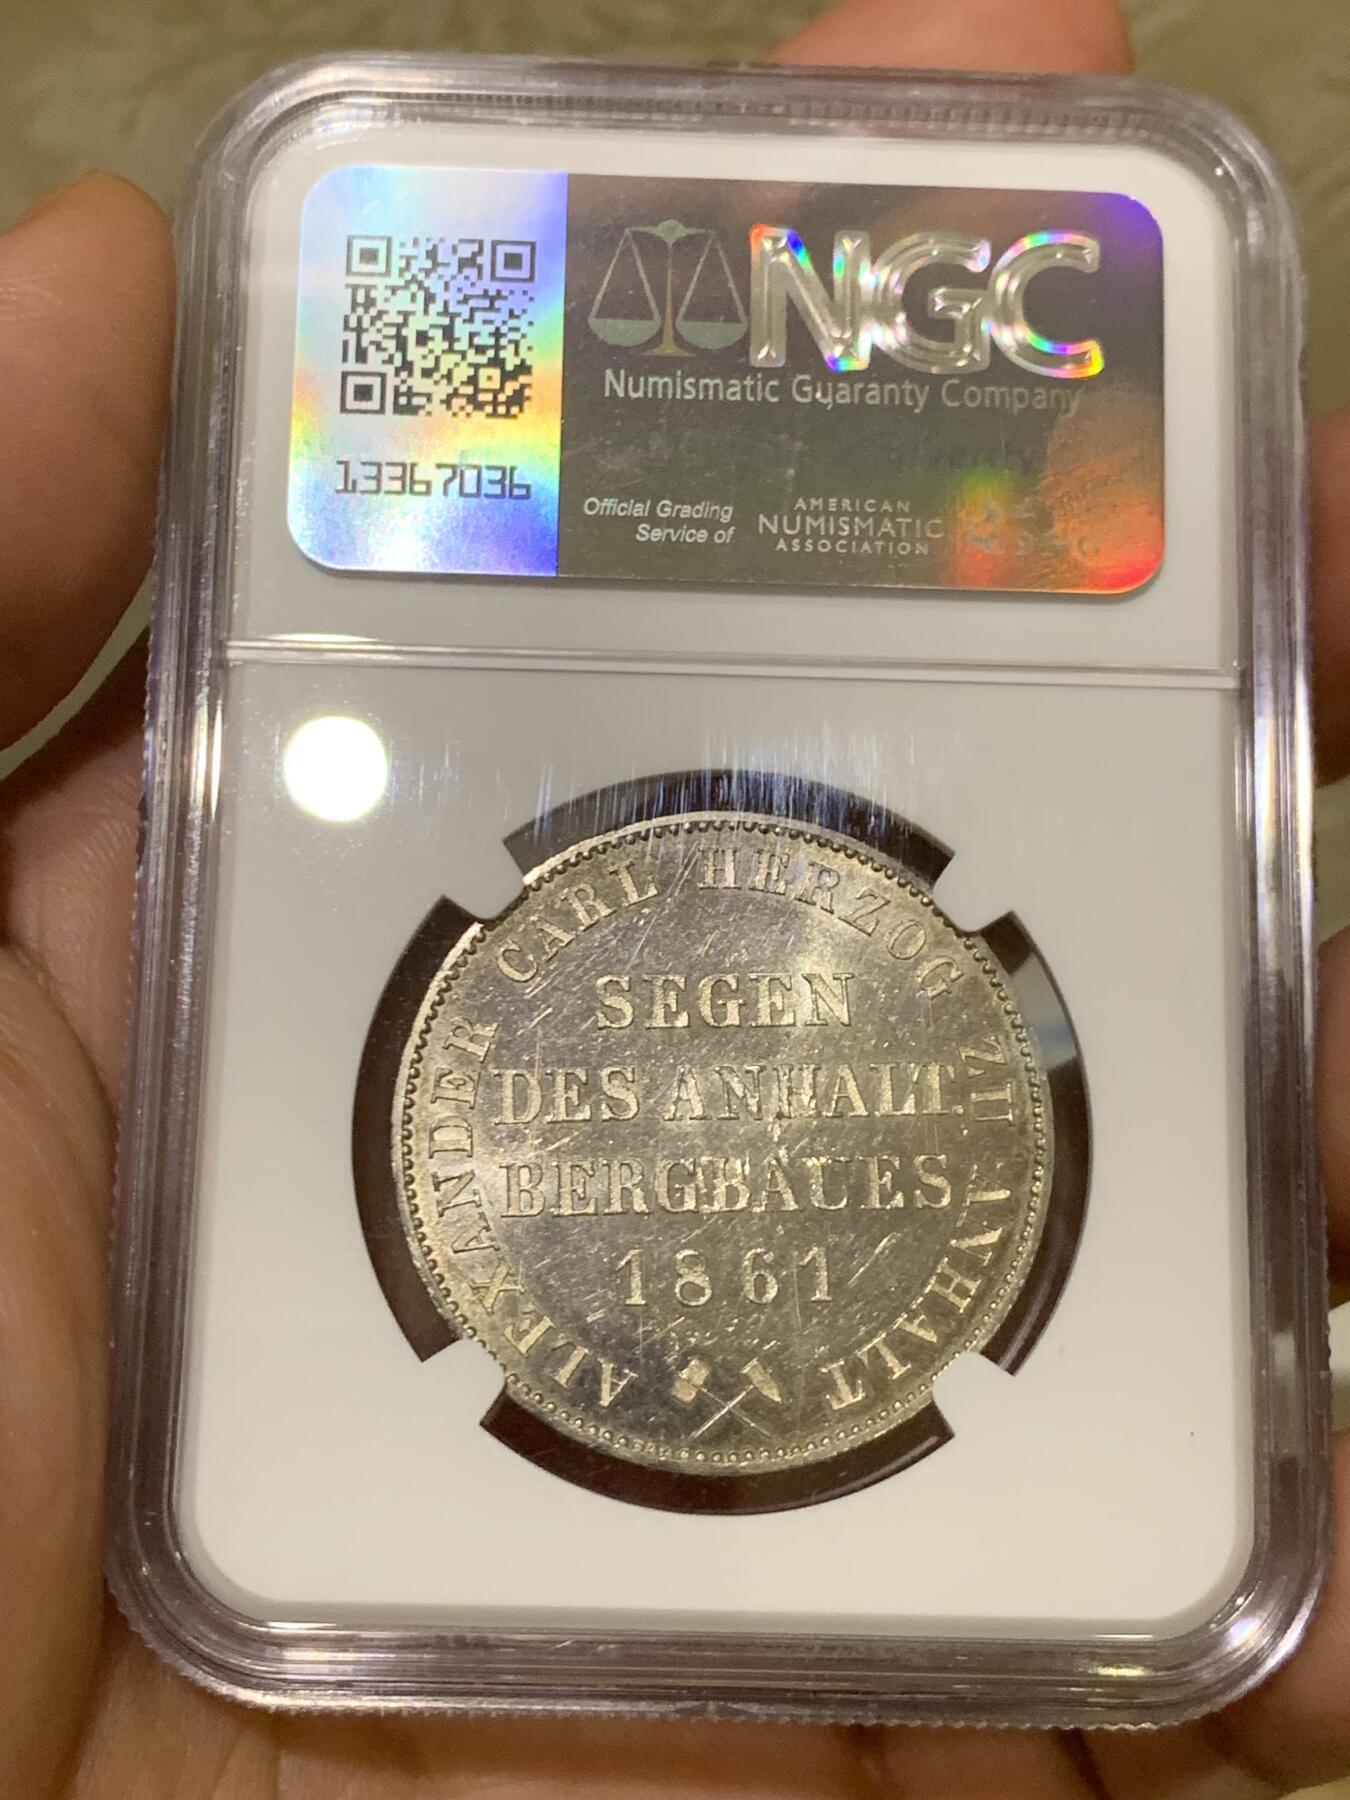 NGC
Numismatic Guaranty Company
13367036
Official Grading
Service of
AMERICAN
NUMISMATIC
ASSOCIATION
ALEXANDER CARL HERZOG ZU ANHALT
SEGEN
DES ANHALT.
BERGBAUES
1861